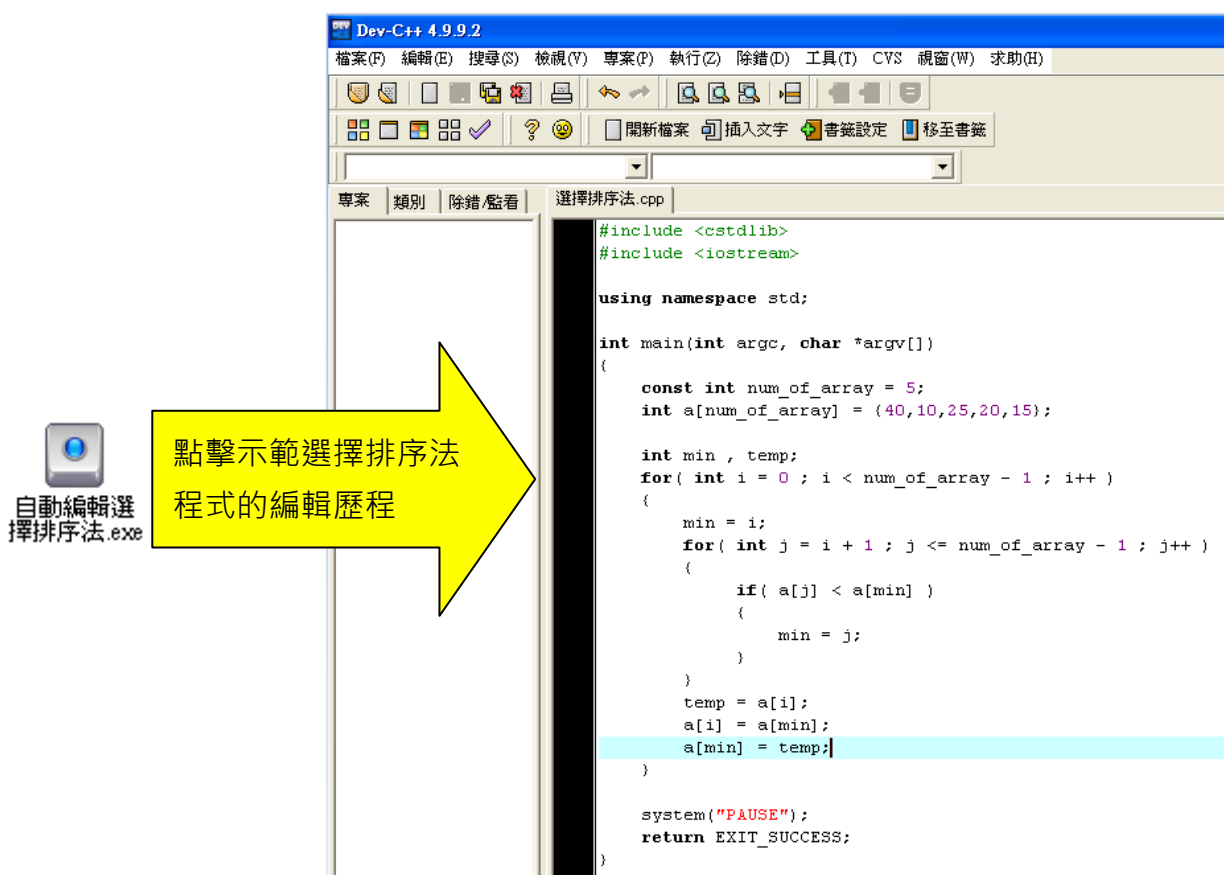 Dev-C++ 4.9.9.2
檔案(F) 編輯(E) 搜尋(S) 檢視(V) 專案(P) 執行(Z) 除錯(D) 工具(T) CVS 視窗(W) 求助(H)
開新檔案 插入文字 書籤設定 移至書籤
專案 類別 除錯/監看 選擇排序法.cpp
#include <cstdlib>
#include <iostream>
using namespace std;
int main(int argc, char *argv[])
{
const int num_of_array = 5;
int a[num_of_array] = {40,10,25,20,15};
int min , temp;
for( int i = 0 ; i < num_of_array - 1 ; i++ )
{
min = i;
for( int j = i + 1 ; j <= num_of_array - 1 ; j++ )
{
if( a[j] < a[min] )
{
min = j;
}
}
temp = a[i];
a[i] = a[min];
a[min] = temp;
}
system("PAUSE");
return EXIT_SUCCESS;
}
點擊示範選擇排序法
程式的編輯歷程
自動編輯選
擇排序法.exe